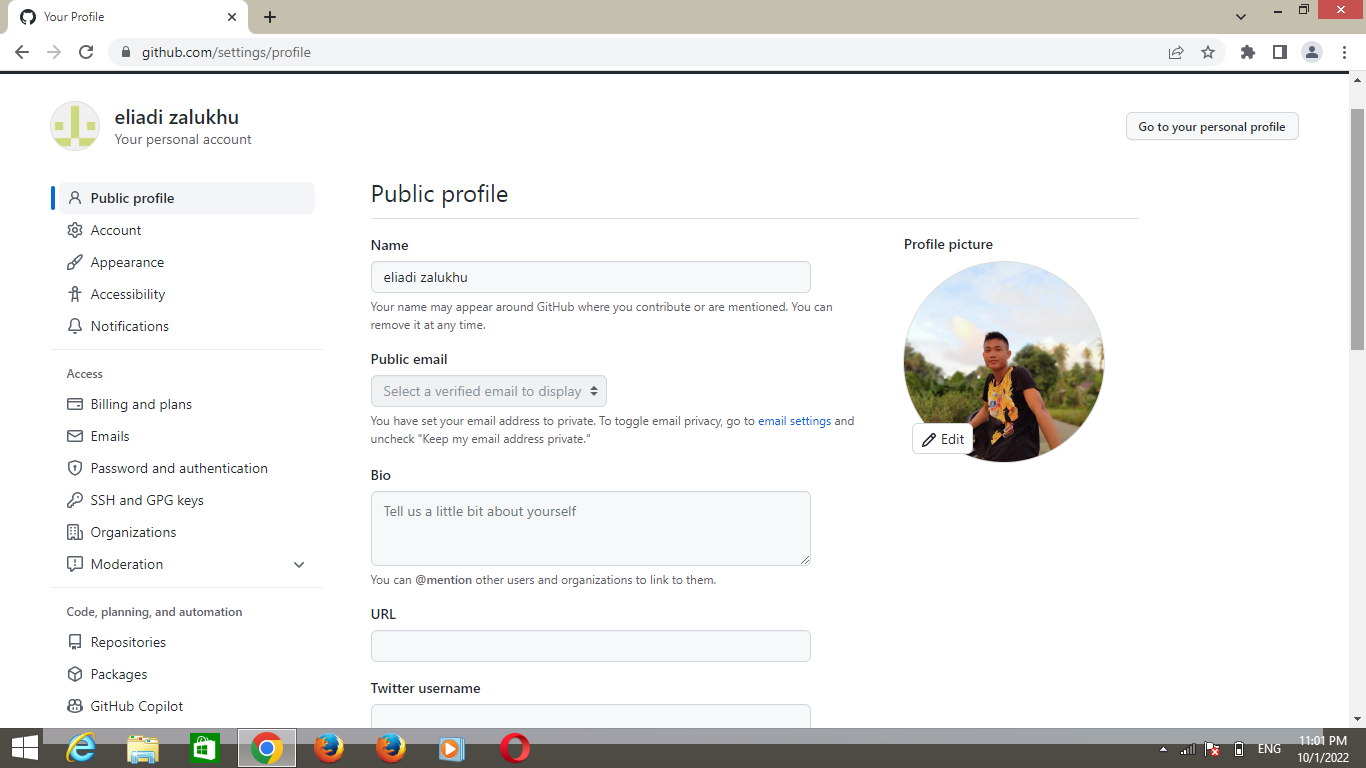 Your Profile
github.com/settings/profile
eliadi zalukhu
Your personal account
Go to your personal profile
Public profile
Account
Appearance
Accessibility
Notifications
Access
Billing and plans
Emails
Password and authentication
SSH and GPG keys
Organizations
Moderation
Code, planning, and automation
Repositories
Packages
GitHub Copilot
Public profile
Name
eliadi zalukhu
Your name may appear around GitHub where you contribute or are mentioned. You can
remove it at any time.
Public email
Select a verified email to display
You have set your email address to private. To toggle email privacy, go to email settings and
uncheck "Keep my email address private."
Bio
Tell us a little bit about yourself
You can @mention other users and organizations to link to them.
URL
Twitter username
Profile picture
Edit
ENG
11:01 PM
10/1/2022